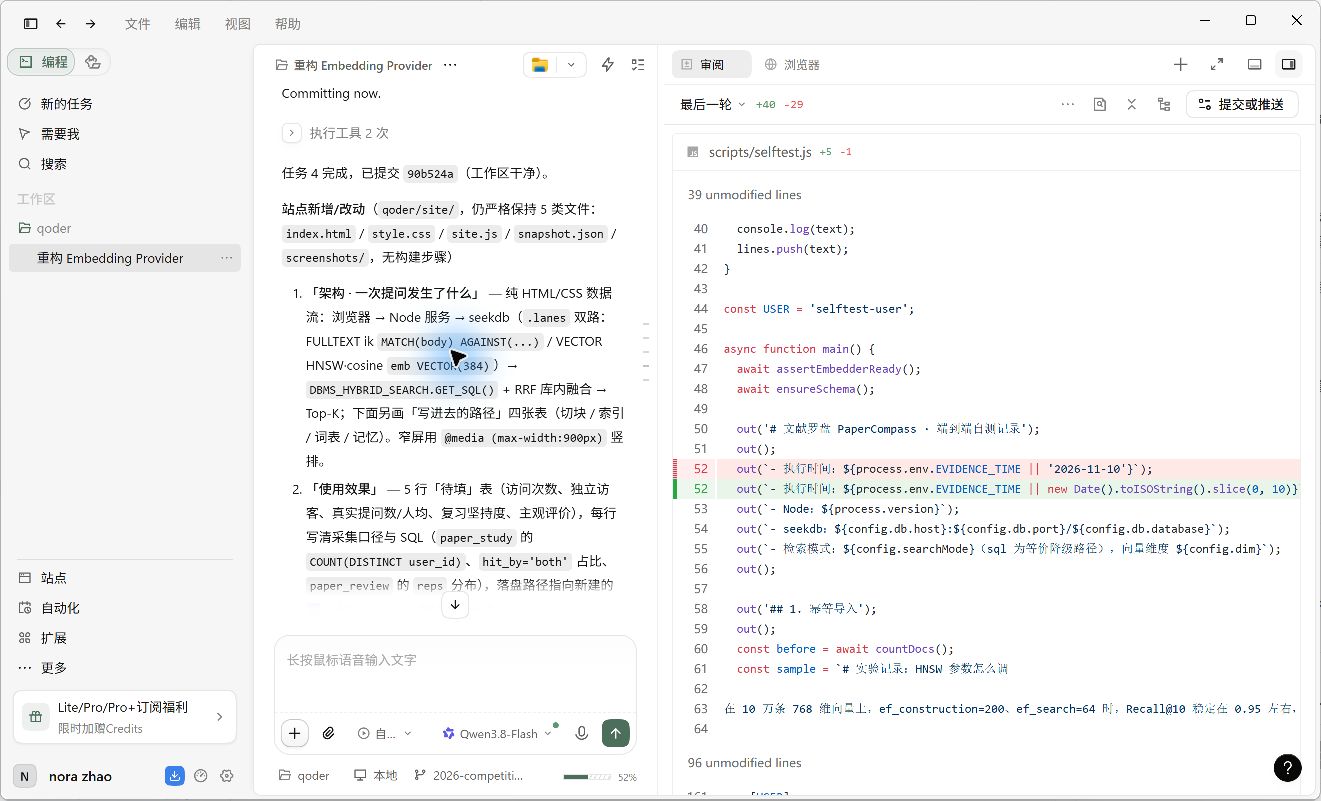 文件 编辑 视图 帮助
编程
新的任务
需要我
搜索
工作区
qoder
重构 Embedding Provider ···
站点
自动化
扩展
更多
Lite/Pro/Pro+订阅福利
限时加赠Credits
N nora zhao
重构 Embedding Provider ···
Committing now.
执行工具 2 次
任务 4 完成，已提交 90b524a （工作区干净）。
站点新增/改动（ qoder/site/ ，仍严格保持 5 类文件：
index.html / style.css / site.js / snapshot.json /
screenshots/ ，无构建步骤）
1. 「架构 · 一次提问发生了什么」 — 纯 HTML/CSS 数据
流：浏览器 → Node 服务 → seekdb（ .lanes 双路：
FULLTEXT ik MATCH(body) AGAINST(...) / VECTOR
HNSW·cosine emb VECTOR(384) ） →
DBMS_HYBRID_SEARCH.GET_SQL() + RRF 库内融合 →
Top-K；下面另画「写进去的路径」四张表（切块 / 索引
/ 词表 / 记忆）。窄屏用 @media (max-width:900px) 竖
排。
2. 「使用效果」 — 5 行「待填」表（访问次数、独立访
客、真实提问数/人均、复习坚持度、主观评价），每行
写清采集口径与 SQL（ paper_study 的
COUNT(DISTINCT user_id) 、 hit_by='both' 占比、
paper_review 的 reps 分布），落盘路径指向新建的
长按鼠标语音输入文字
自... Qwen3.8-Flash
qoder 本地 2026-competiti... 52%
审阅 浏览器
最后一轮 +40 -29
提交或推送
scripts/selftest.js +5 -1
39 unmodified lines
40 console.log(text);
41 lines.push(text);
42 }
43
44 const USER = 'selftest-user';
45
46 async function main() {
47 await assertEmbedderReady();
48 await ensureSchema();
49
50 out('# 文献罗盘 PaperCompass · 端到端自测记录');
51 out();
52 out(`- 执行时间：${process.env.EVIDENCE_TIME || '2026-11-10'}`);
52 out(`- 执行时间：${process.env.EVIDENCE_TIME || new Date().toISOString().slice(0, 10)}
53 out(`- Node：${process.version}`);
54 out(`- seekdb：${config.db.host}:${config.db.port}/${config.db.database}`);
55 out(`- 检索模式：${config.searchMode}（sql 为等价降级路径），向量维度 ${config.dim}`);
56 out();
57
58 out('## 1. 幂等导入');
59 out();
60 const before = await countDocs();
61 const sample = `# 实验记录：HNSW 参数怎么调
62
63 在 10 万条 768 维向量上，ef_construction=200、ef_search=64 时，Recall@10 稳定在 0.95 左右，
64
96 unmodified lines
?